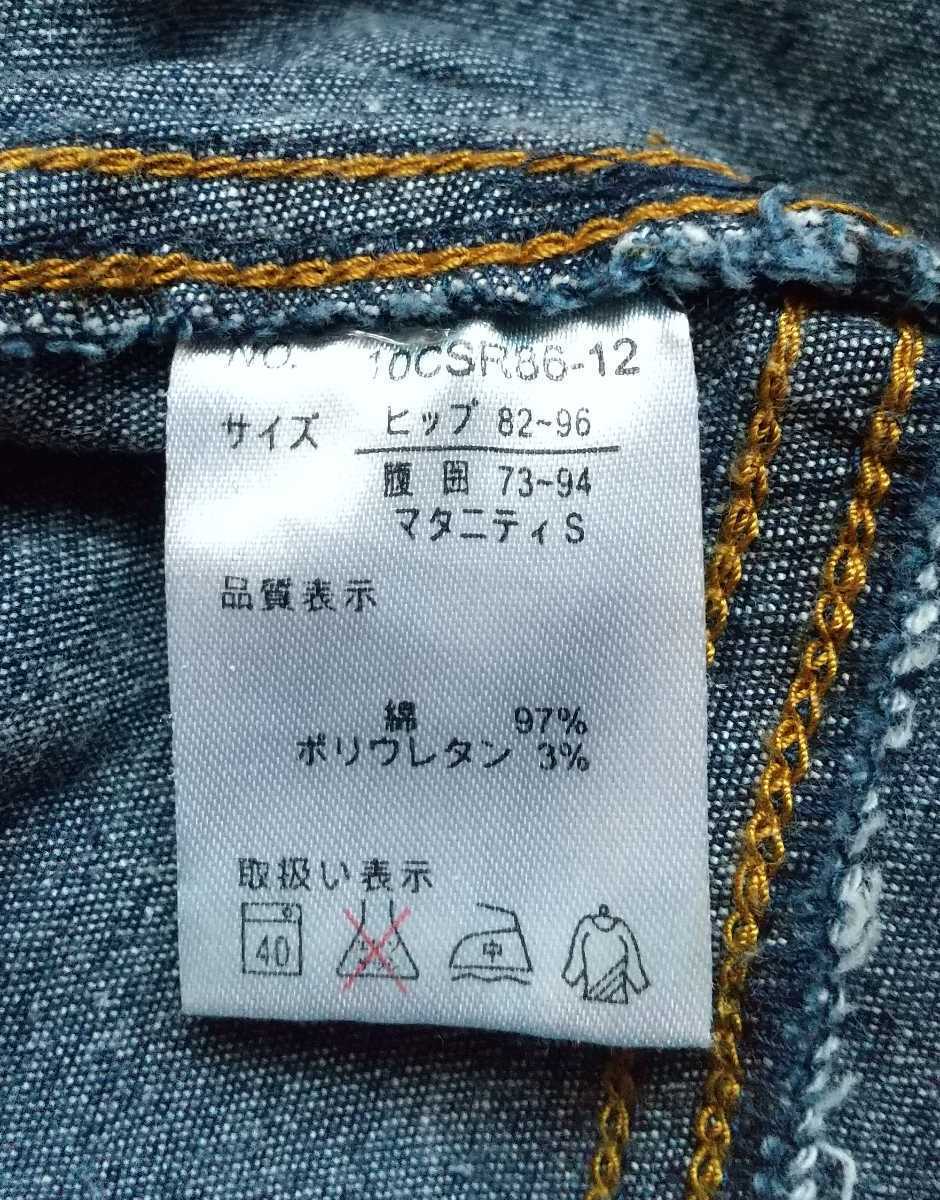 NO. 10CSR86-12
サイズ ヒップ 82~96
腹囲 73~94
マタニティS
品質表示
綿 97%
ポリウレタン 3%
取扱い表示
40 中